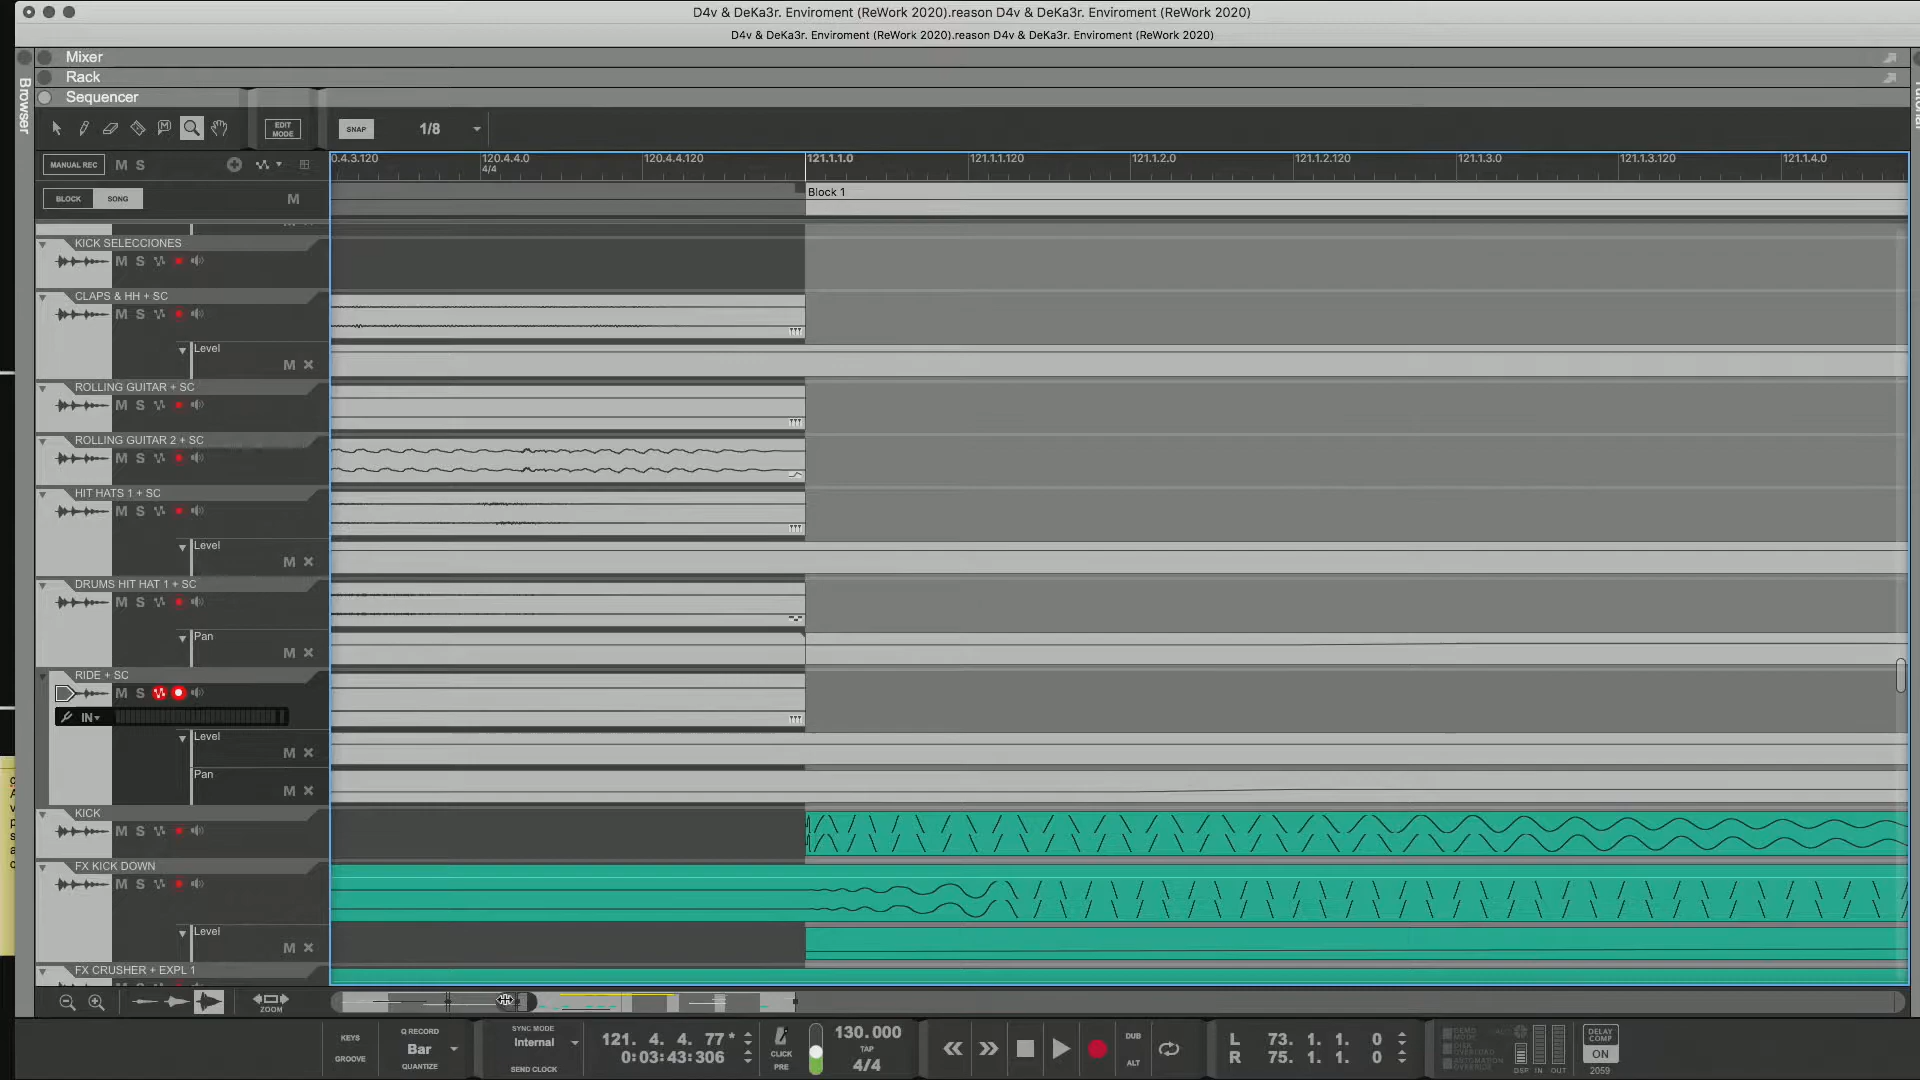 D4v & DeKa3r. Enviroment (ReWork 2020).reason D4v & DeKa3r. Enviroment (ReWork 2020)
D4v & DeKa3r. Enviroment (ReWork 2020).reason D4v & DeKa3r. Enviroment (ReWork 2020)
Mixer
Rack
Sequencer
Browser
EDIT MODE
SNAP
1/8
MANUAL REC
M S
0.4.3.120
120.4.4.0
120.4.4.120
121.1.1.0
121.1.1.120
121.1.2.0
121.1.2.120
121.1.3.0
121.1.3.120
121.1.4.0
4/4
BLOCK
SONG
M
Block 1
KICK SELECCIONES
M S
CLAPS & HH + SC
M S
Level
M
ROLLING GUITAR + SC
M S
ROLLING GUITAR 2 + SC
M S
HIT HATS 1 + SC
M S
Level
M
DRUMS HIT HAT 1 + SC
M S
Pan
M
RIDE + SC
M S
IN
Level
M
Pan
M
KICK
M S
FX KICK DOWN
M S
Level
M
FX CRUSHER + EXPL 1
ZOOM
KEYS
GROOVE
Q RECORD
Bar
QUANTIZE
SYNC MODE
Internal
SEND CLOCK
121. 4. 4. 77 *
0:03:43:306
CLICK
PRE
130.000
TAP
4/4
DUB
ALT
L 73. 1. 1. 0
R 75. 1. 1. 0
DSP IN OUT
DELAY COMP
ON
2059